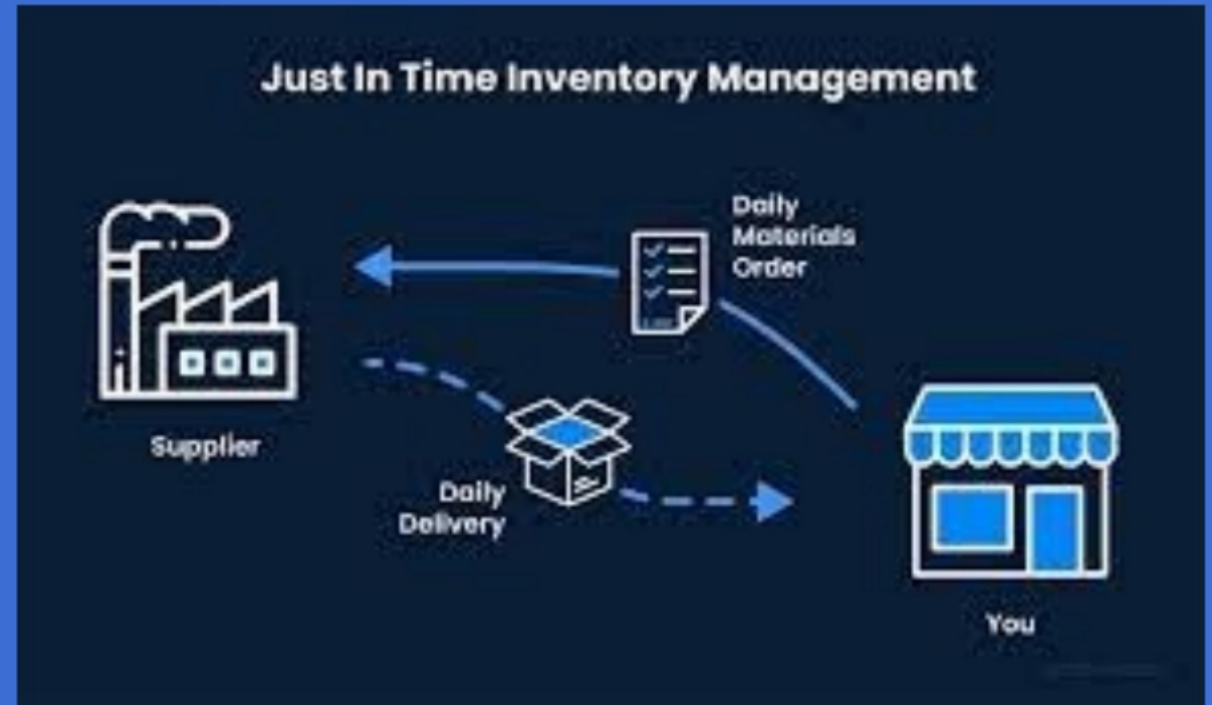 Just In Time Inventory Management
Daily
Materials
Order
Supplier
Daily
Delivery
You